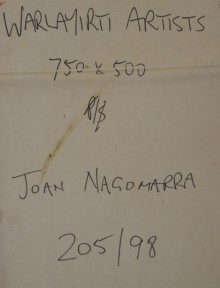 WARLAYIRTI ARTISTS
750 x 500
JOAN NAGOMARRA
205/98